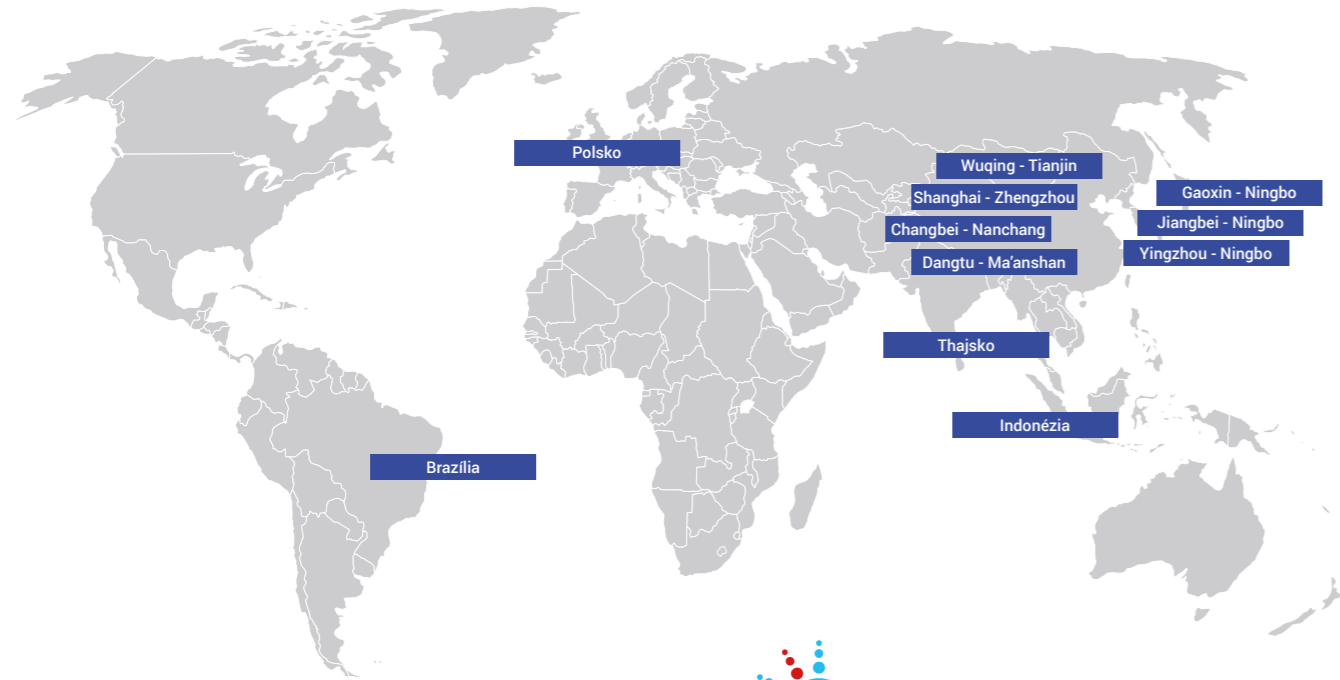 Polsko
Wuqing - Tianjin
Gaoxin - Ningbo
Shanghai - Zhengzhou
Jiangbei - Ningbo
Changbei - Nanchang
Yingzhou - Ningbo
Dangtu - Ma'anshan
Thajsko
Indonézia
Brazília